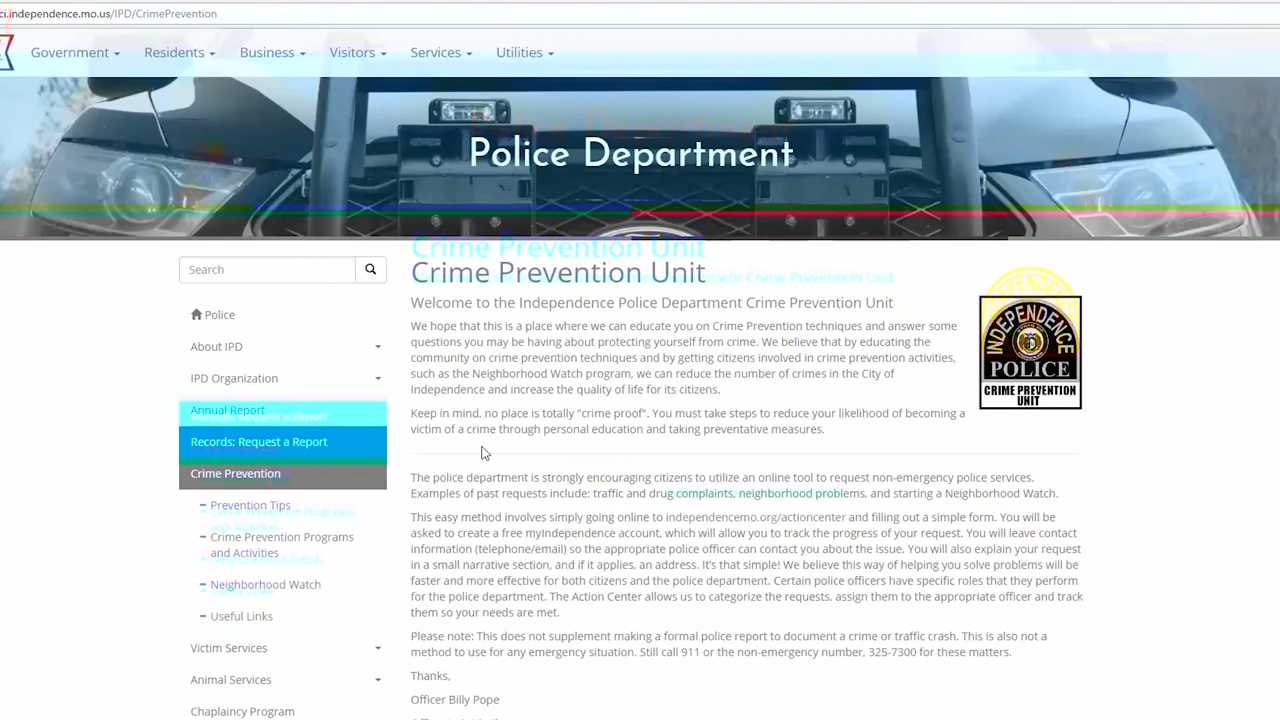 ci.independence.mo.us/IPD/CrimePrevention
Government Residents Business Visitors Services Utilities
Police Department
Search
Police
About IPD
IPD Organization
Annual Report
Records: Request a Report
Crime Prevention
Prevention Tips
Crime Prevention Programs
and Activities
Neighborhood Watch
Useful Links
Victim Services
Animal Services
Chaplaincy Program
Crime Prevention Unit
Crime Prevention Unit
Welcome to the Independence Police Department Crime Prevention Unit
We hope that this is a place where we can educate you on Crime Prevention techniques and answer some
questions you may be having about protecting yourself from crime. We believe that by educating the
community on crime prevention techniques and by getting citizens involved in crime prevention activities,
such as the Neighborhood Watch program, we can reduce the number of crimes in the City of
Independence and increase the quality of life for its citizens.
Keep in mind, no place is totally "crime proof". You must take steps to reduce your likelihood of becoming a
victim of a crime through personal education and taking preventative measures.
INDEPENDENCE
POLICE
CRIME PREVENTION
UNIT
The police department is strongly encouraging citizens to utilize an online tool to request non-emergency police services.
Examples of past requests include: traffic and drug complaints, neighborhood problems, and starting a Neighborhood Watch.
This easy method involves simply going online to independencemo.org/actioncenter and filling out a simple form. You will be
asked to create a free myIndependence account, which will allow you to track the progress of your request. You will leave contact
information (telephone/email) so the appropriate police officer can contact you about the issue. You will also explain your request
in a small narrative section, and if it applies, an address. It's that simple! We believe this way of helping you solve problems will be
faster and more effective for both citizens and the police department. Certain police officers have specific roles that they perform
for the police department. The Action Center allows us to categorize the requests, assign them to the appropriate officer and track
them so your needs are met.
Please note: This does not supplement making a formal police report to document a crime or traffic crash. This is also not a
method to use for any emergency situation. Still call 911 or the non-emergency number, 325-7300 for these matters.
Thanks,
Officer Billy Pope